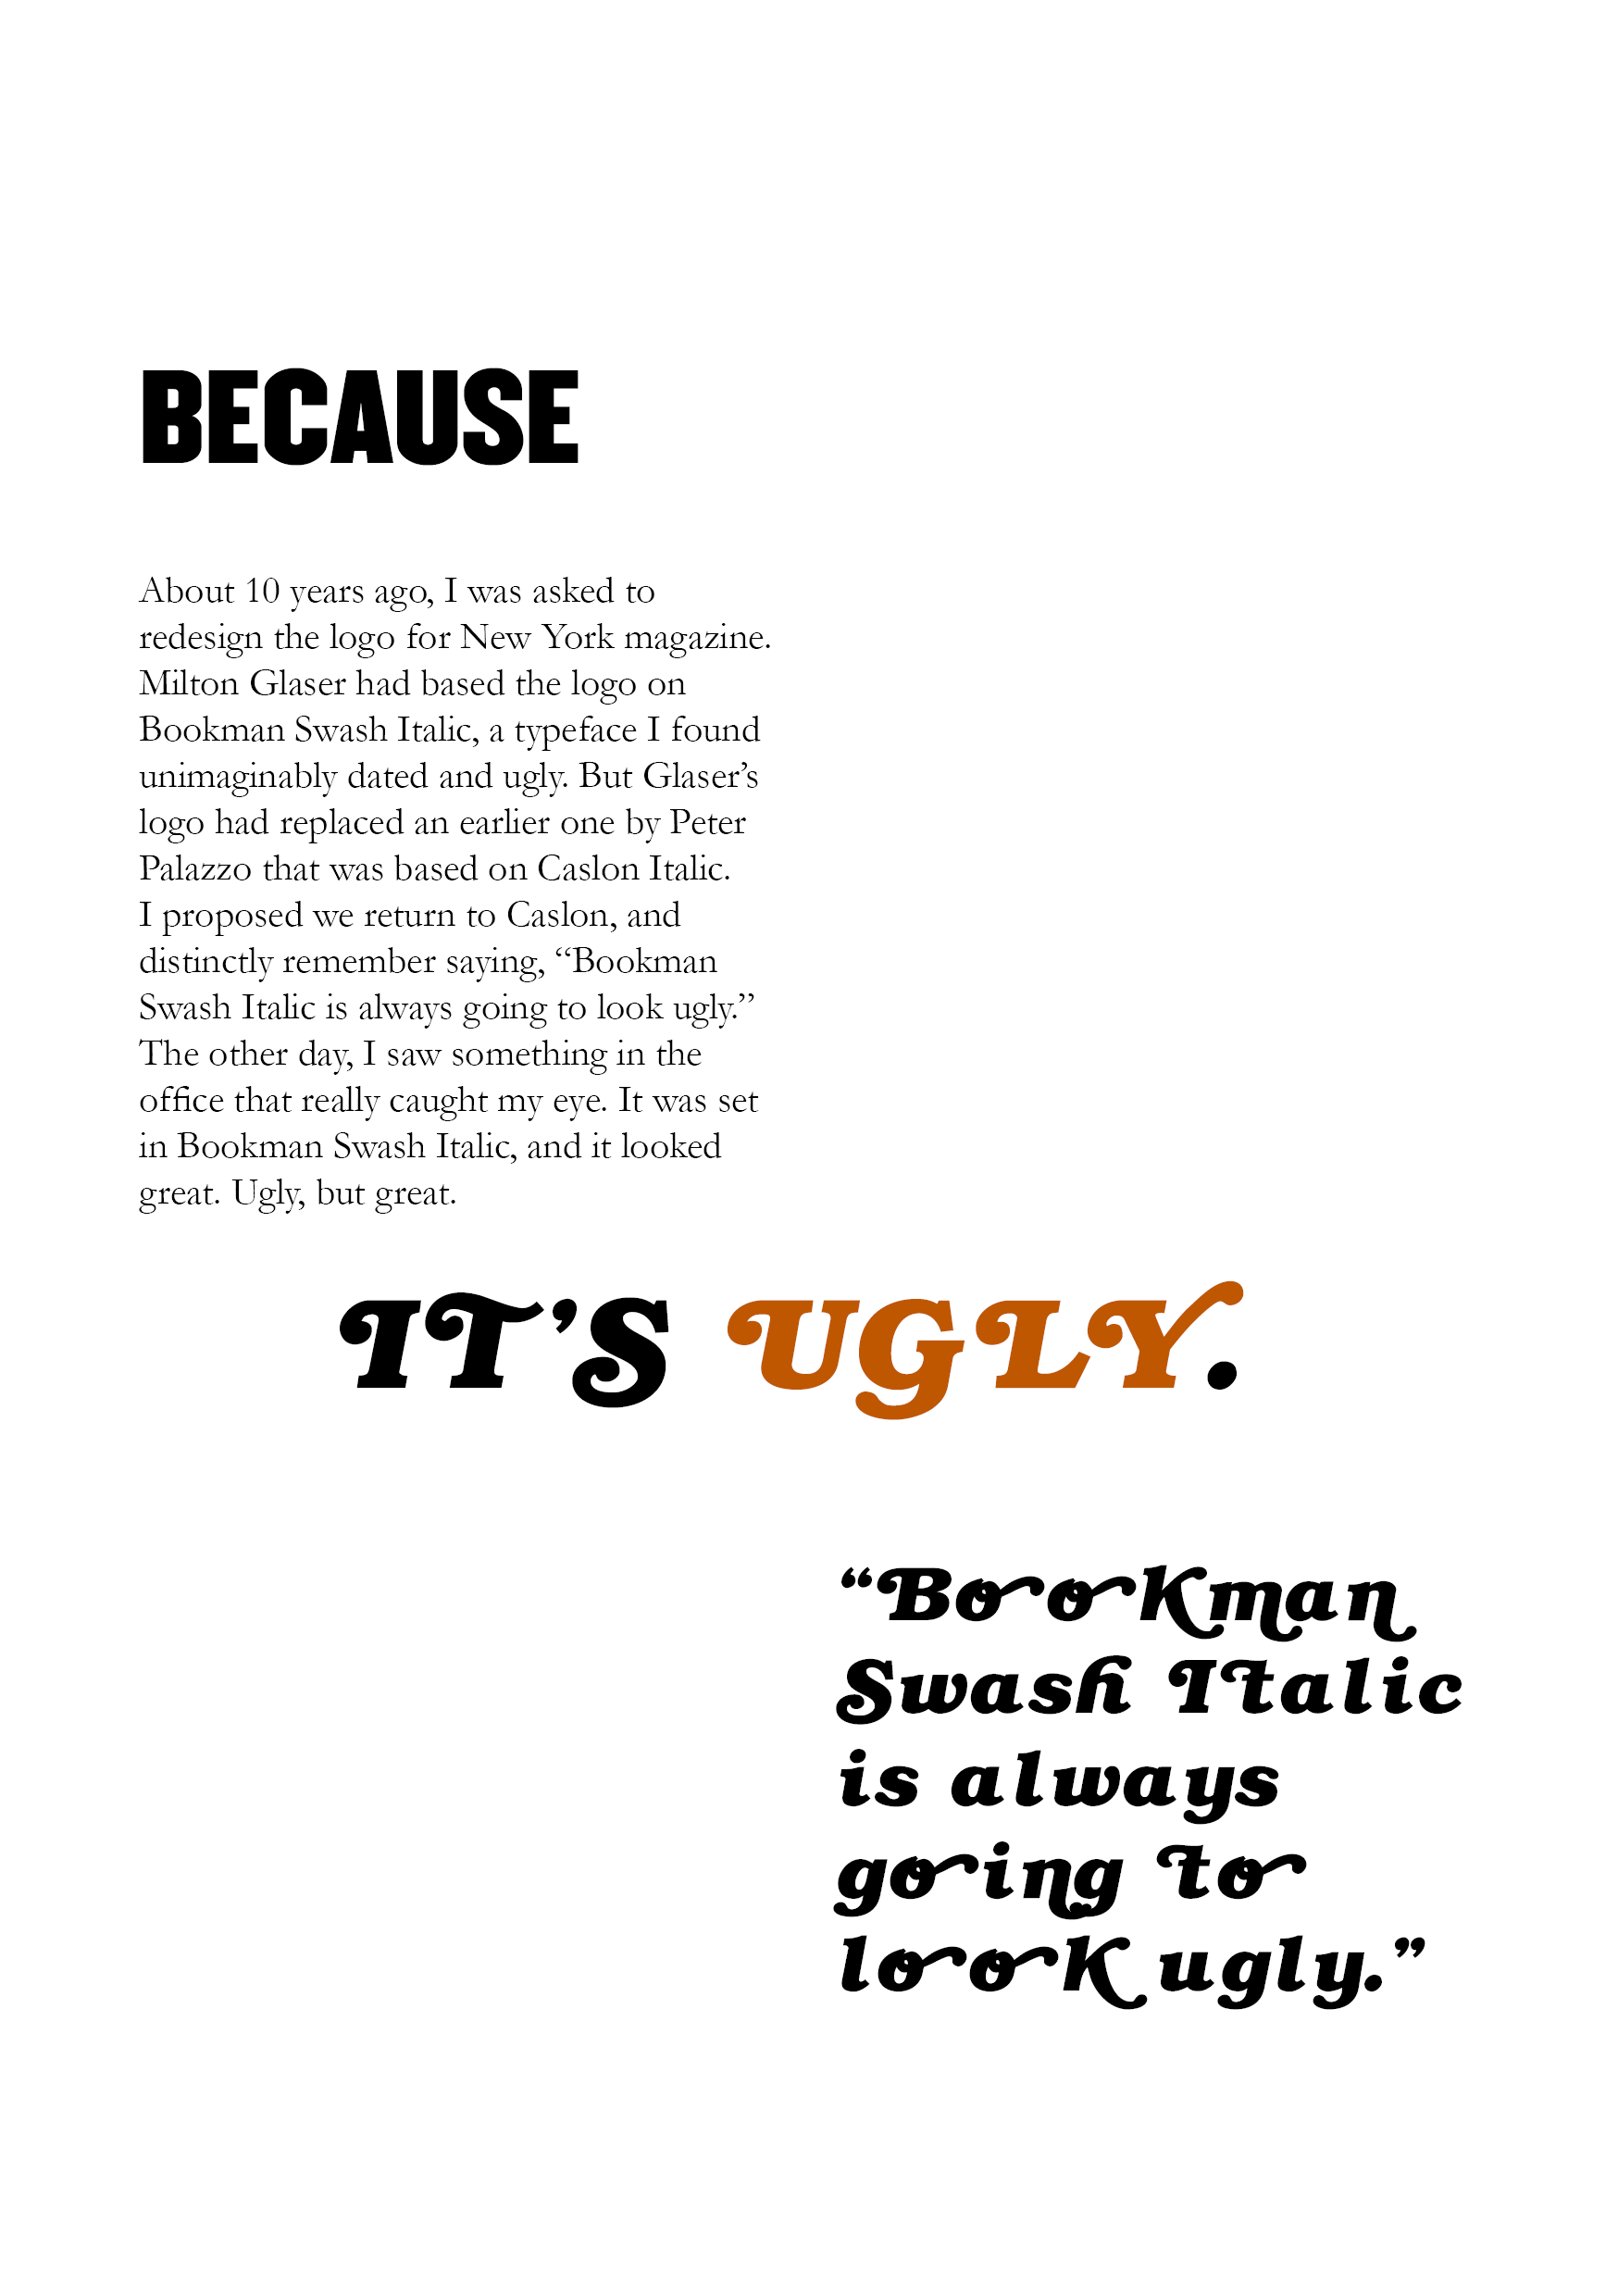 BECAUSE
About 10 years ago, I was asked to
redesign the logo for New York magazine.
Milton Glaser had based the logo on
Bookman Swash Italic, a typeface I found
unimaginably dated and ugly. But Glaser’s
logo had replaced an earlier one by Peter
Palazzo that was based on Caslon Italic.
I proposed we return to Caslon, and
distinctly remember saying, “Bookman
Swash Italic is always going to look ugly.”
The other day, I saw something in the
office that really caught my eye. It was set
in Bookman Swash Italic, and it looked
great. Ugly, but great.
IT’S UGLY.
“BooKman
Swash Italic
is always
going to
looK ugly.”